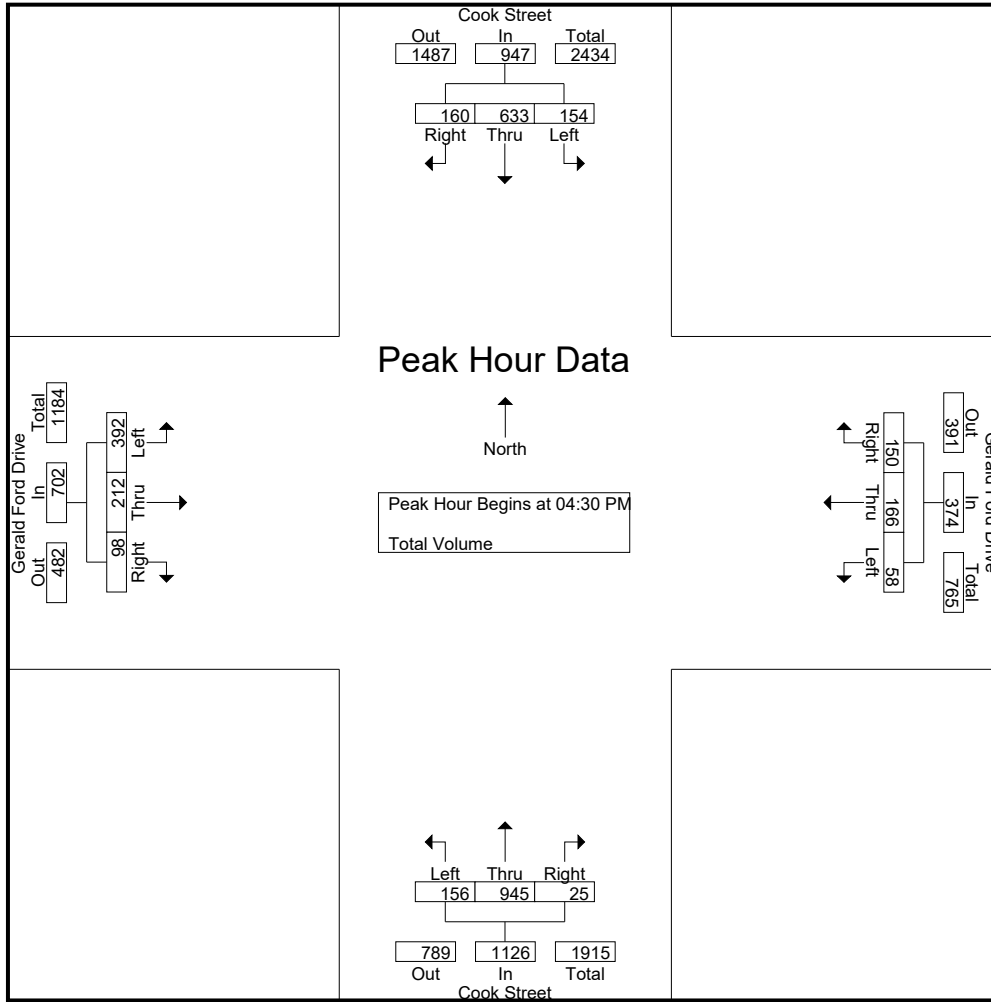 Cook Street
Out In Total
1487 947 2434
160 633 154
Right Thru Left
Peak Hour Data
North
Peak Hour Begins at 04:30 PM
Total Volume
Gerald Ford Drive
Total In Out
1184 702 482
392 212 98
Left Thru Right
Gerald Ford Drive
Out In Total
391 374 765
150 166 58
Right Thru Left
Left Thru Right
156 945 25
789 1126 1915
Out In Total
Cook Street